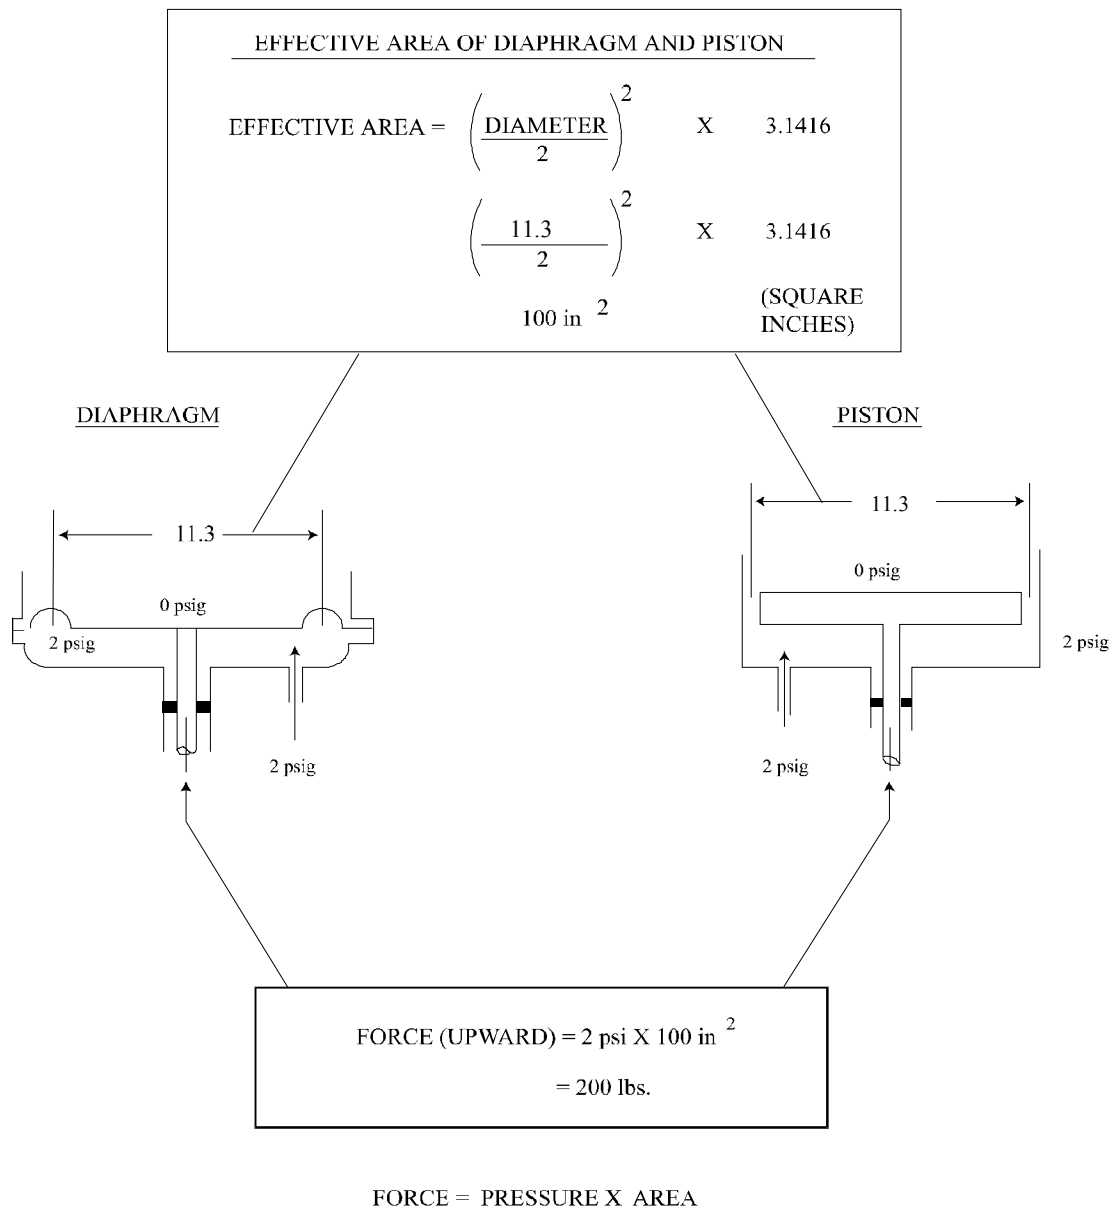 EFFECTIVE AREA OF DIAPHRAGM AND PISTON
EFFECTIVE AREA = (DIAMETER / 2)² X 3.1416
(11.3 / 2)² X 3.1416
100 in ²
(SQUARE
INCHES)
DIAPHRAGM
PISTON
11.3
11.3
0 psig
0 psig
2 psig
2 psig
2 psig
2 psig
FORCE (UPWARD) = 2 psi X 100 in ²
= 200 lbs.
FORCE = PRESSURE X AREA